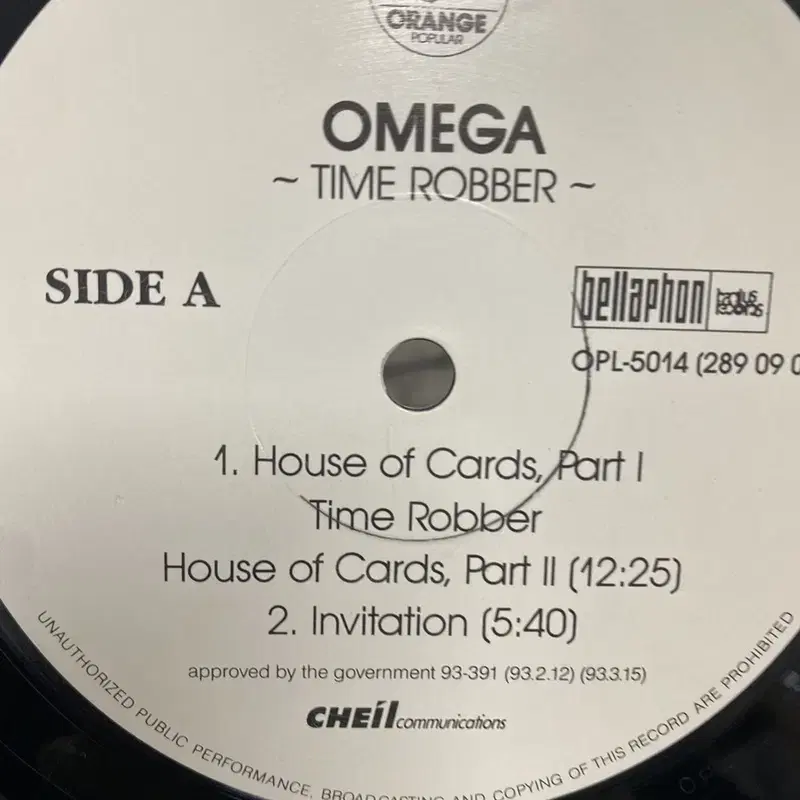 ORANGE
POPULAR
OMEGA
~ TIME ROBBER ~
SIDE A
bellaphon
bacillus
records
OPL-5014 (289 09 0
1. House of Cards, Part I
Time Robber
House of Cards, Part II (12:25)
2. Invitation (5:40)
approved by the government 93-391 (93.2.12) (93.3.15)
CHEIL communications
UNAUTHORIZED PUBLIC PERFORMANCE, BROADCASTING AND COPYING OF THIS RECORD ARE PROHIBITED